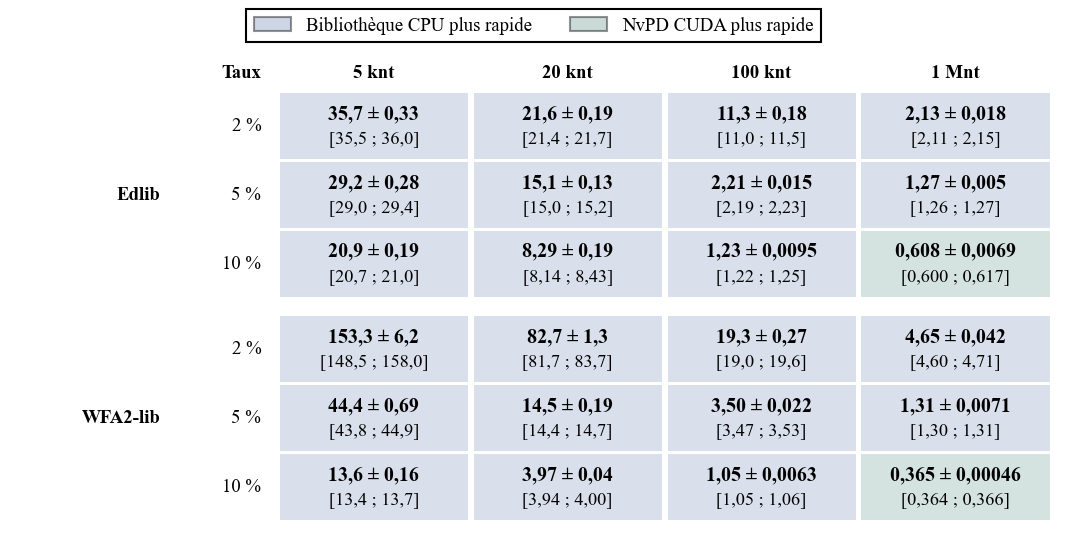 Bibliothèque CPU plus rapide NvPD CUDA plus rapide
Taux 5 knt 20 knt 100 knt 1 Mnt
35,7 ± 0,33 21,6 ± 0,19 11,3 ± 0,18 2,13 ± 0,018
2 %
[35,5 ; 36,0] [21,4 ; 21,7] [11,0 ; 11,5] [2,11 ; 2,15]
29,2 ± 0,28 15,1 ± 0,13 2,21 ± 0,015 1,27 ± 0,005
Edlib 5 %
[29,0 ; 29,4] [15,0 ; 15,2] [2,19 ; 2,23] [1,26 ; 1,27]
20,9 ± 0,19 8,29 ± 0,19 1,23 ± 0,0095 0,608 ± 0,0069
10 %
[20,7 ; 21,0] [8,14 ; 8,43] [1,22 ; 1,25] [0,600 ; 0,617]
153,3 ± 6,2 82,7 ± 1,3 19,3 ± 0,27 4,65 ± 0,042
2 %
[148,5 ; 158,0] [81,7 ; 83,7] [19,0 ; 19,6] [4,60 ; 4,71]
44,4 ± 0,69 14,5 ± 0,19 3,50 ± 0,022 1,31 ± 0,0071
WFA2-lib 5 %
[43,8 ; 44,9] [14,4 ; 14,7] [3,47 ; 3,53] [1,30 ; 1,31]
13,6 ± 0,16 3,97 ± 0,04 1,05 ± 0,0063 0,365 ± 0,00046
10 %
[13,4 ; 13,7] [3,94 ; 4,00] [1,05 ; 1,06] [0,364 ; 0,366]